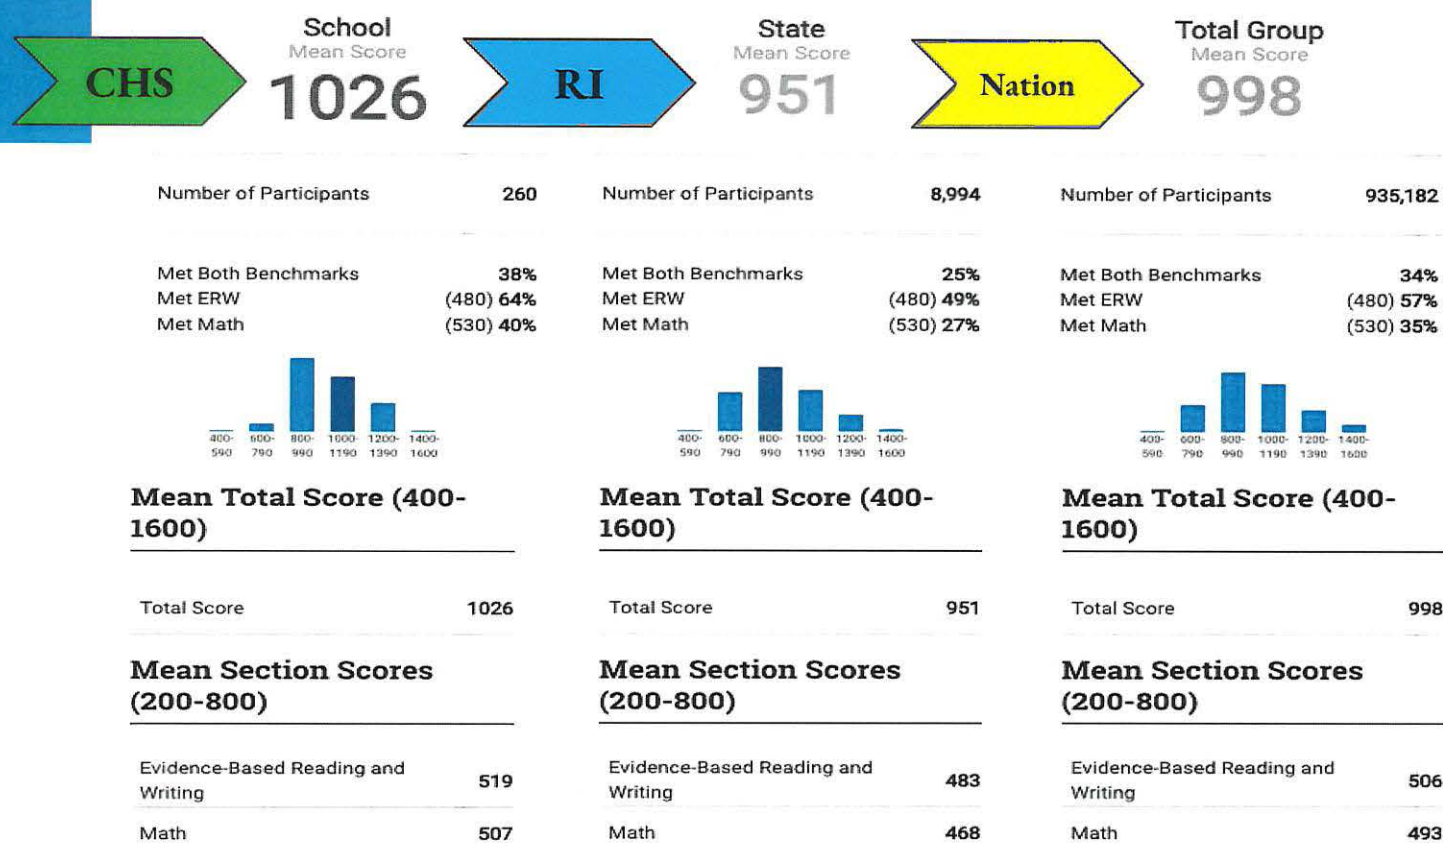 CHS
School
Mean Score
1026
RI
State
Mean Score
951
Nation
Total Group
Mean Score
998
Number of Participants 260
Met Both Benchmarks 38%
Met ERW (480) 64%
Met Math (530) 40%
400-590 600-790 800-990 1000-1190 1200-1390 1400-1600
Mean Total Score (400-
1600)
Total Score 1026
Mean Section Scores
(200-800)
Evidence-Based Reading and
Writing 519
Math 507
Number of Participants 8,994
Met Both Benchmarks 25%
Met ERW (480) 49%
Met Math (530) 27%
400-590 600-790 800-990 1000-1190 1200-1390 1400-1600
Mean Total Score (400-
1600)
Total Score 951
Mean Section Scores
(200-800)
Evidence-Based Reading and
Writing 483
Math 468
Number of Participants 935,182
Met Both Benchmarks 34%
Met ERW (480) 57%
Met Math (530) 35%
400-590 600-790 800-990 1000-1190 1200-1390 1400-1600
Mean Total Score (400-
1600)
Total Score 998
Mean Section Scores
(200-800)
Evidence-Based Reading and
Writing 506
Math 493